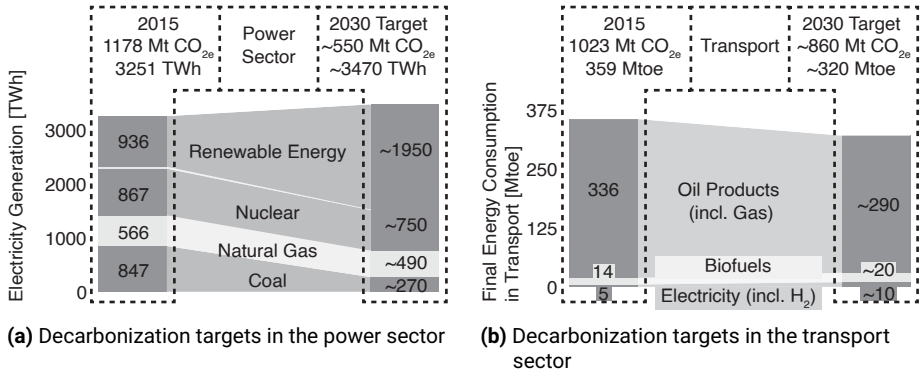 2015
1178 Mt CO2e
3251 TWh
Power
Sector
2030 Target
~550 Mt CO2e
~3470 TWh
Electricity Generation [TWh]
3000
2000
1000
0
936
867
566
847
Renewable Energy
Nuclear
Natural Gas
Coal
~1950
~750
~490
~270
(a) Decarbonization targets in the power sector
2015
1023 Mt CO2e
359 Mtoe
Transport
2030 Target
~860 Mt CO2e
~320 Mtoe
Final Energy Consumption
in Transport [Mtoe]
375
250
125
0
336
14
5
Oil Products
(incl. Gas)
Biofuels
Electricity (incl. H2)
~290
~20
~10
(b) Decarbonization targets in the transport
sector